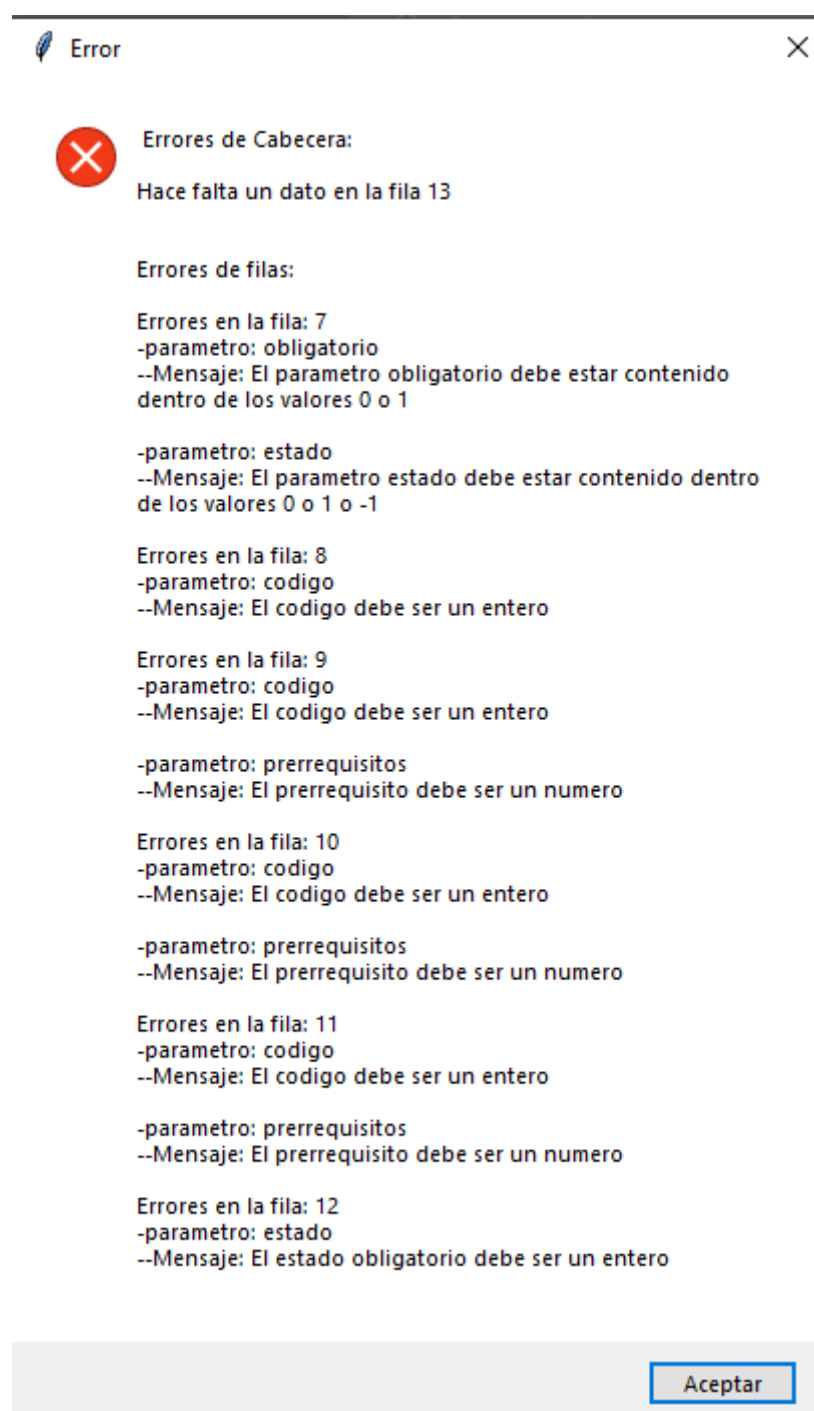 Error
Errores de Cabecera:
Hace falta un dato en la fila 13
Errores de filas:
Errores en la fila: 7
-parametro: obligatorio
--Mensaje: El parametro obligatorio debe estar contenido
dentro de los valores 0 o 1
-parametro: estado
--Mensaje: El parametro estado debe estar contenido dentro
de los valores 0 o 1 o -1
Errores en la fila: 8
-parametro: codigo
--Mensaje: El codigo debe ser un entero
Errores en la fila: 9
-parametro: codigo
--Mensaje: El codigo debe ser un entero
-parametro: prerrequisitos
--Mensaje: El prerrequisito debe ser un numero
Errores en la fila: 10
-parametro: codigo
--Mensaje: El codigo debe ser un entero
-parametro: prerrequisitos
--Mensaje: El prerrequisito debe ser un numero
Errores en la fila: 11
-parametro: codigo
--Mensaje: El codigo debe ser un entero
-parametro: prerrequisitos
--Mensaje: El prerrequisito debe ser un numero
Errores en la fila: 12
-parametro: estado
--Mensaje: El estado obligatorio debe ser un entero
Aceptar